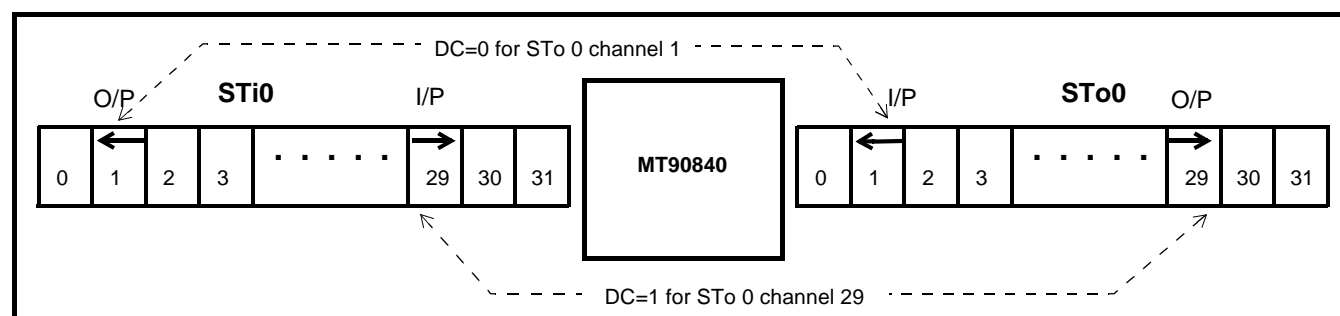 DC=0 for STo 0 channel 1
O/P STi0 I/P I/P STo0 O/P
0 1 2 3 . . . . . 29 30 31 MT90840 0 1 2 3 . . . . . 29 30 31
DC=1 for STo 0 channel 29